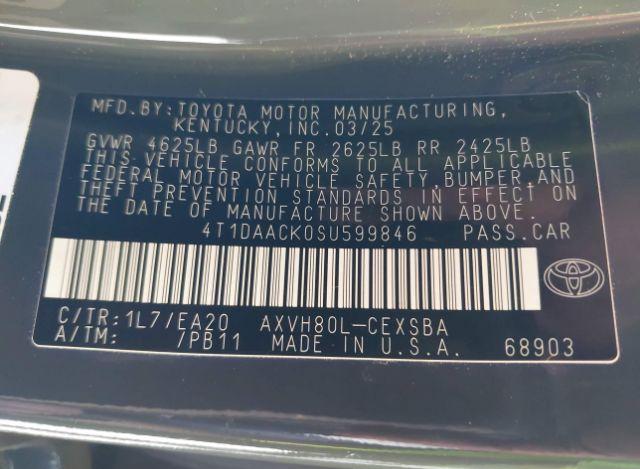 MFD.BY:TOYOTA MOTOR MANUFACTURING,
KENTUCKY,INC.03/25
GVWR 4625LB GAWR FR 2625LB RR 2425LB
THIS VEHICLE CONFORMS TO ALL APPLICABLE
FEDERAL MOTOR VEHICLE SAFETY,BUMPER,AND
THEFT PREVENTION STANDARDS IN EFFECT ON
THE DATE OF MANUFACTURE SHOWN ABOVE.
4T1DAACK0SU599846 PASS.CAR
C/TR:1L7/EA20 AXVH80L-CEXSBA
A/TM: /PB11 MADE IN U.S.A. 68903